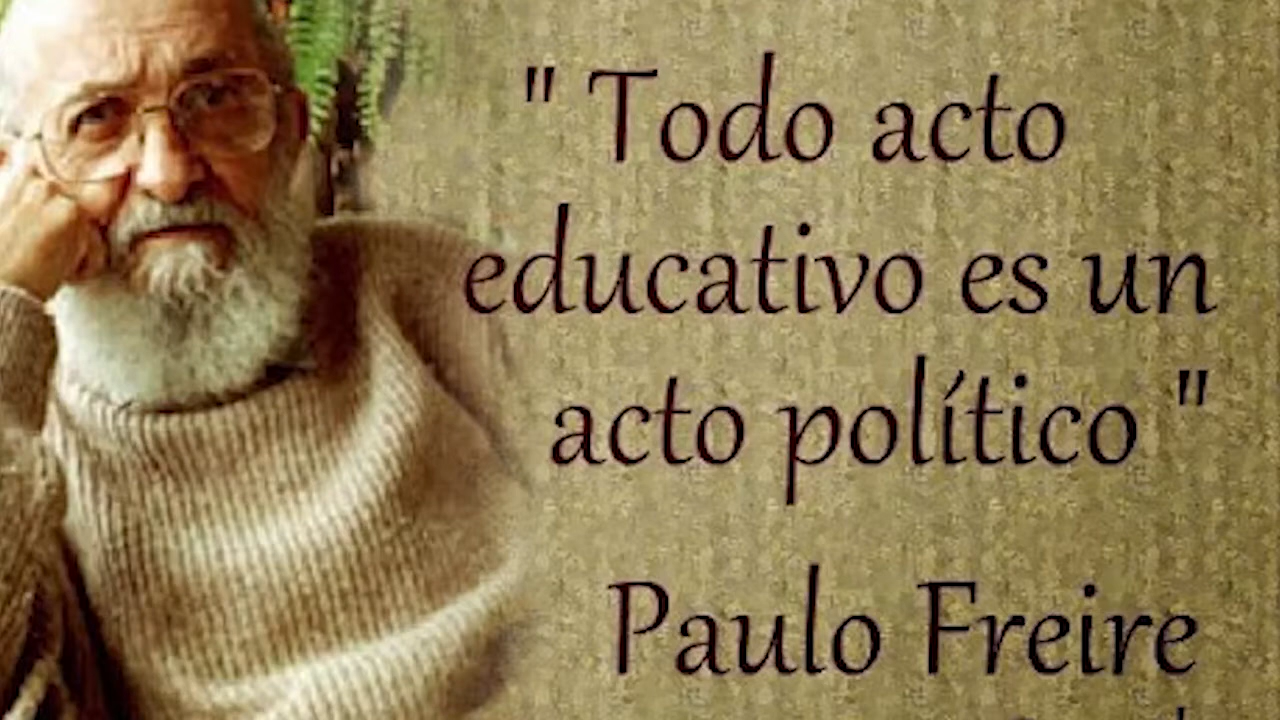 " Todo acto
educativo es un
acto político "
Paulo Freire